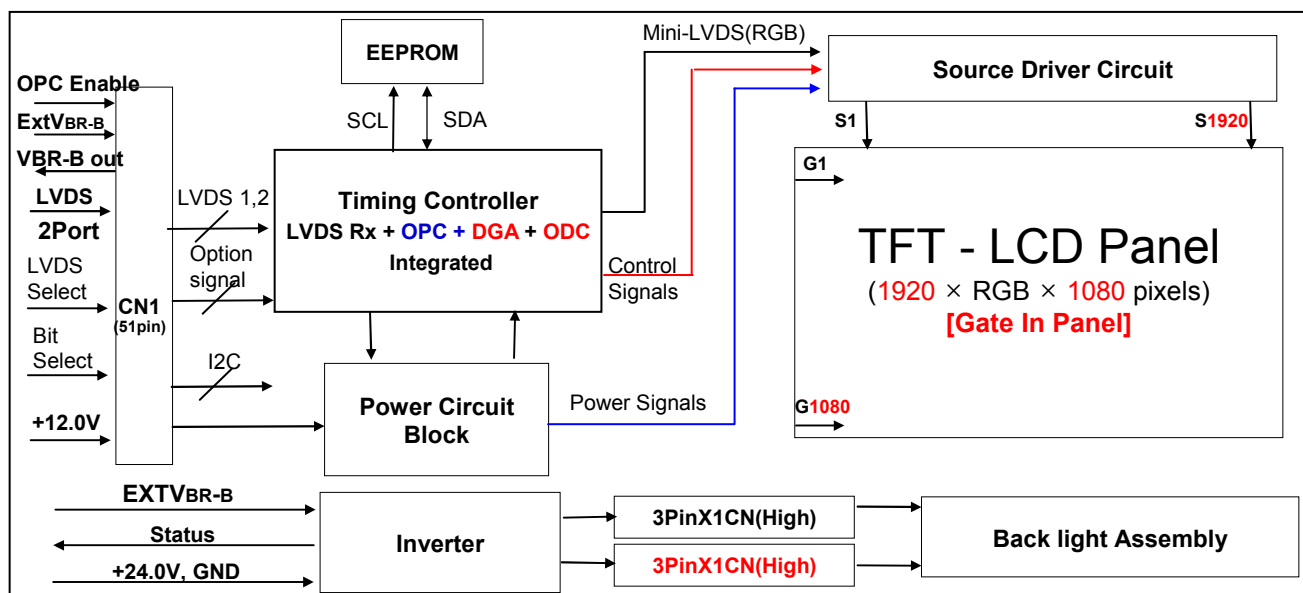 OPC Enable
ExtVBR-B
VBR-B out
LVDS
2Port
LVDS
Select
Bit
Select
+12.0V
CN1
(51pin)
LVDS 1,2
Option
signal
I2C
EEPROM
SCL
SDA
Timing Controller
LVDS Rx + OPC + DGA + ODC
Integrated
Power Circuit
Block
Mini-LVDS(RGB)
Control
Signals
Power Signals
Source Driver Circuit
S1
S1920
G1
TFT - LCD Panel
(1920 × RGB × 1080 pixels)
[Gate In Panel]
G1080
EXTVBR-B
Status
+24.0V, GND
Inverter
3PinX1CN(High)
3PinX1CN(High)
Back light Assembly